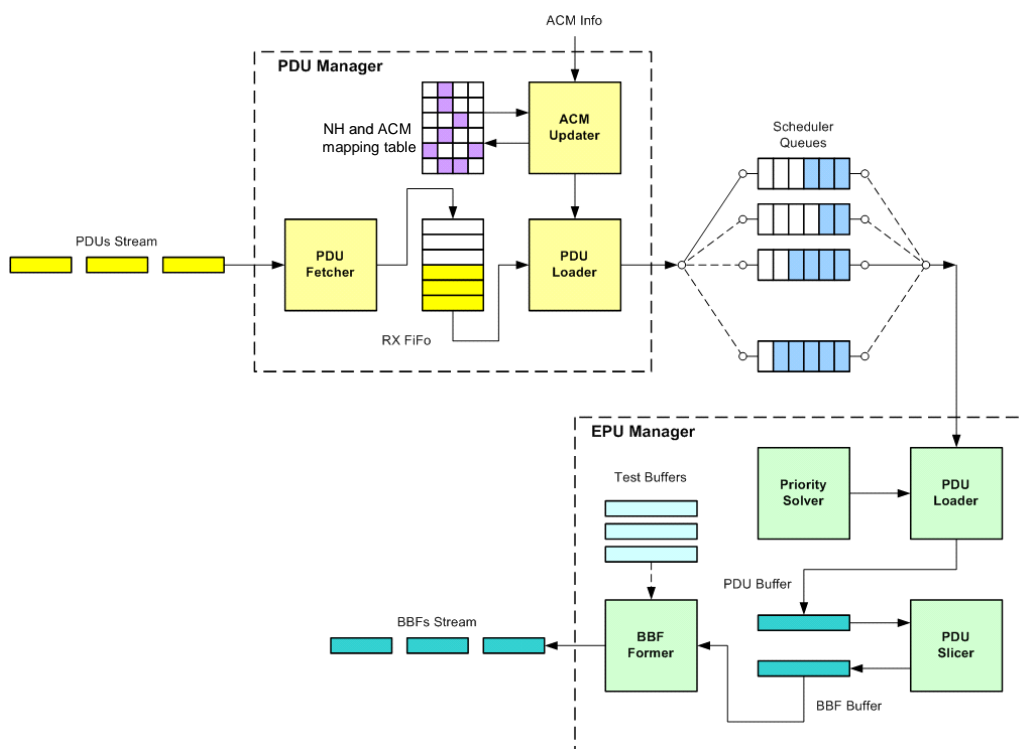 ACM Info
PDU Manager
NH and ACM
mapping table
ACM
Updater
Scheduler
Queues
PDUs Stream
PDU
Fetcher
PDU
Loader
RX FiFo
EPU Manager
Test Buffers
Priority
Solver
PDU
Loader
PDU Buffer
BBFs Stream
BBF
Former
PDU
Slicer
BBF Buffer